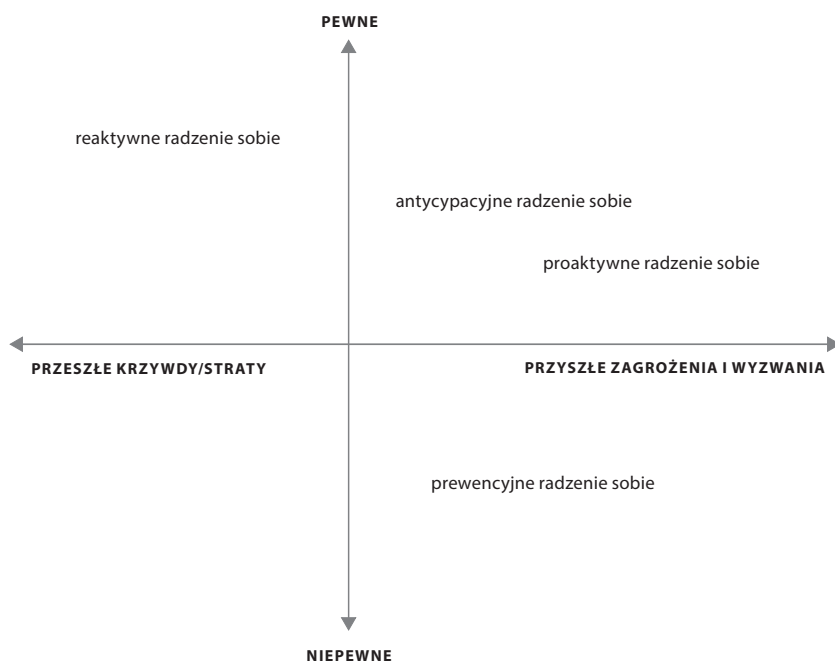 PEWNE
reaktywne radzenie sobie
antycypacyjne radzenie sobie
proaktywne radzenie sobie
PRZESZŁE KRZYWDY/STRATY
PRZYSZŁE ZAGROŻENIA I WYZWANIA
prewencyjne radzenie sobie
NIEPEWNE